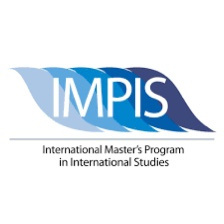 IMPIS
International Master's Program
in International Studies